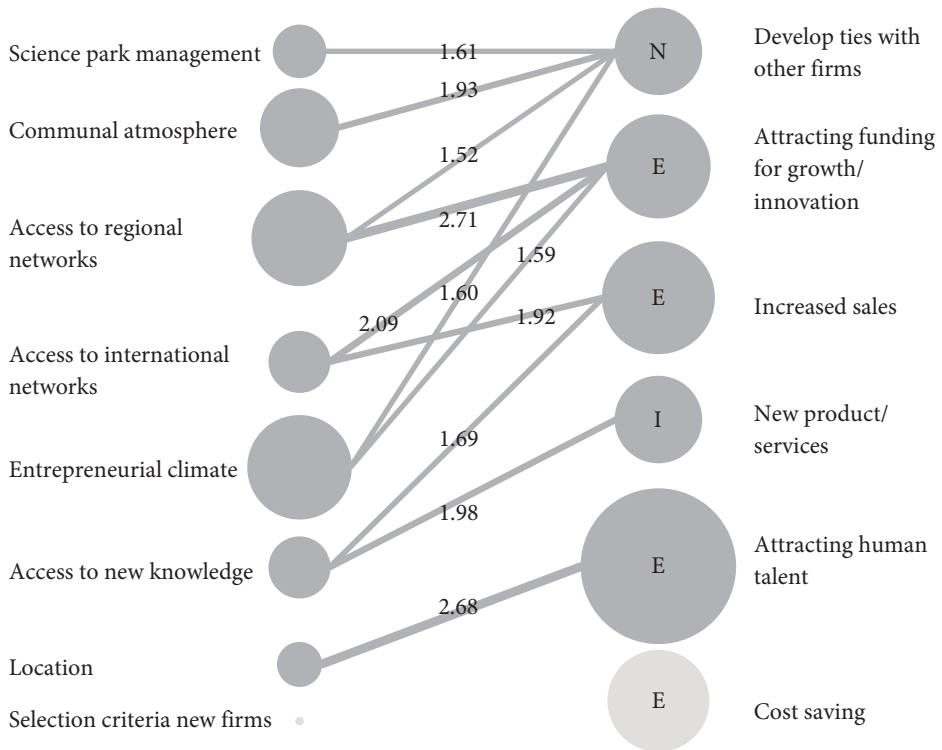 Science park management
Communal atmosphere
Access to regional
networks
Access to international
networks
Entrepreneurial climate
Access to new knowledge
Location
Selection criteria new firms
1.61
1.93
1.52
2.71
1.59
1.60
2.09
1.92
1.69
1.98
2.68
N
E
E
I
E
E
Develop ties with
other firms
Attracting funding
for growth/
innovation
Increased sales
New product/
services
Attracting human
talent
Cost saving